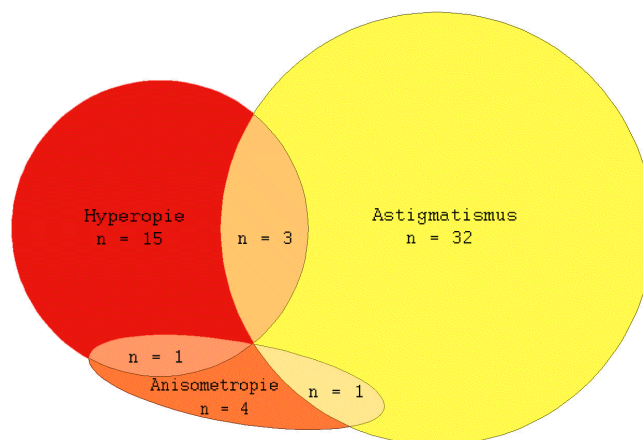 Hyperopie
n = 15
Astigmatismus
n = 32
n = 3
n = 1
Anisometropie
n = 4
n = 1